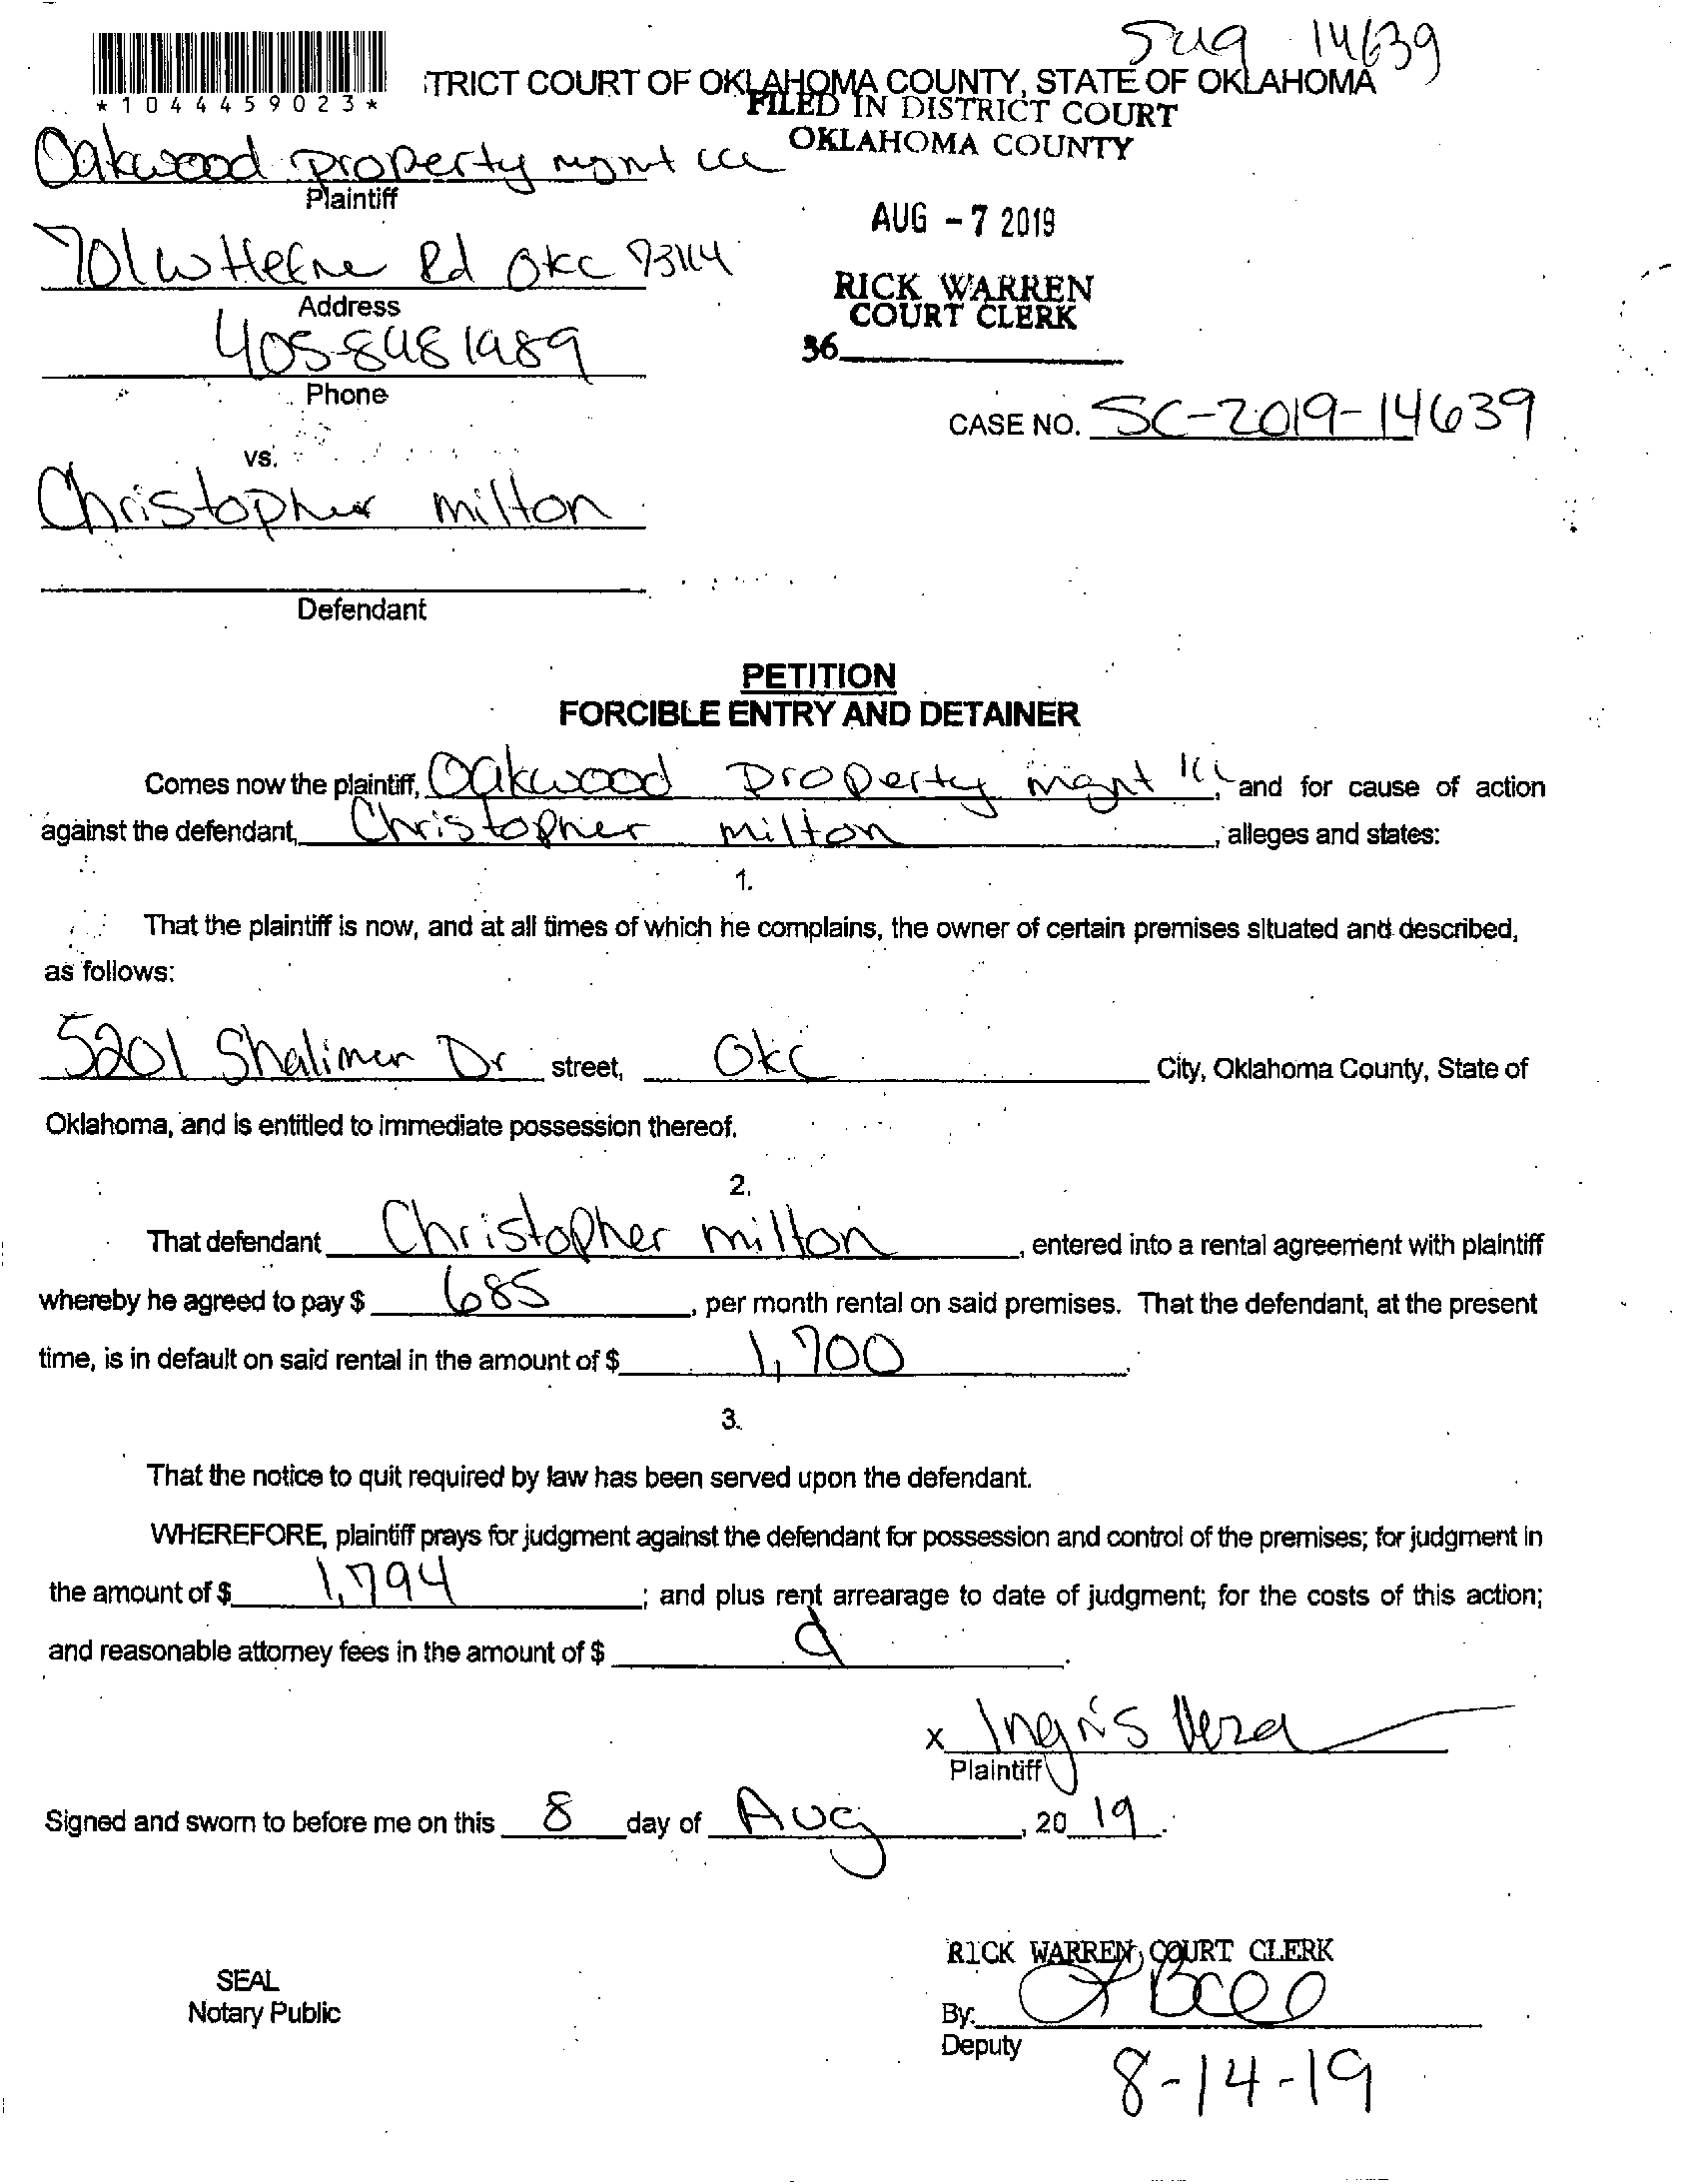 14639
TRICT COURT OF OKLAHOMA COUNTY, STATE OF OKLAHOMA
*1044459023*
FILED IN DISTRICT COURT
OKLAHOMA COUNTY
Oakwood property mgmt LLC
Plaintiff
AUG -7 2019
701 W Hefne Rd OKC 73114
Address
RICK WARREN
COURT CLERK
405-848 1989
36
Phone
CASE NO. SC-2019-14639
vs.
Christopher milton
Defendant
PETITION
FORCIBLE ENTRY AND DETAINER
Comes now the plaintiff, Oakwood Property mgnt llc, and for cause of action
against the defendant, Christopher milton, alleges and states:
1.
That the plaintiff is now, and at all times of which he complains, the owner of certain premises situated and described,
as follows:
5201 Shalimar Dr street, OKC City, Oklahoma County, State of
Oklahoma, and is entitled to immediate possession thereof.
2.
That defendant Christopher milton, entered into a rental agreement with plaintiff
whereby he agreed to pay $ 685, per month rental on said premises. That the defendant, at the present
time, is in default on said rental in the amount of $ 1,700.
3.
That the notice to quit required by law has been served upon the defendant.
WHEREFORE, plaintiff prays for judgment against the defendant for possession and control of the premises; for judgment in
the amount of $ 1,794; and plus rent arrearage to date of judgment; for the costs of this action;
and reasonable attorney fees in the amount of $
x Ingris Vera
Plaintiff
Signed and sworn to before me on this 8 day of Aug, 20 19.
RICK WARREN, COURT CLERK
SEAL
Notary Public
By:
Deputy
8-14-19